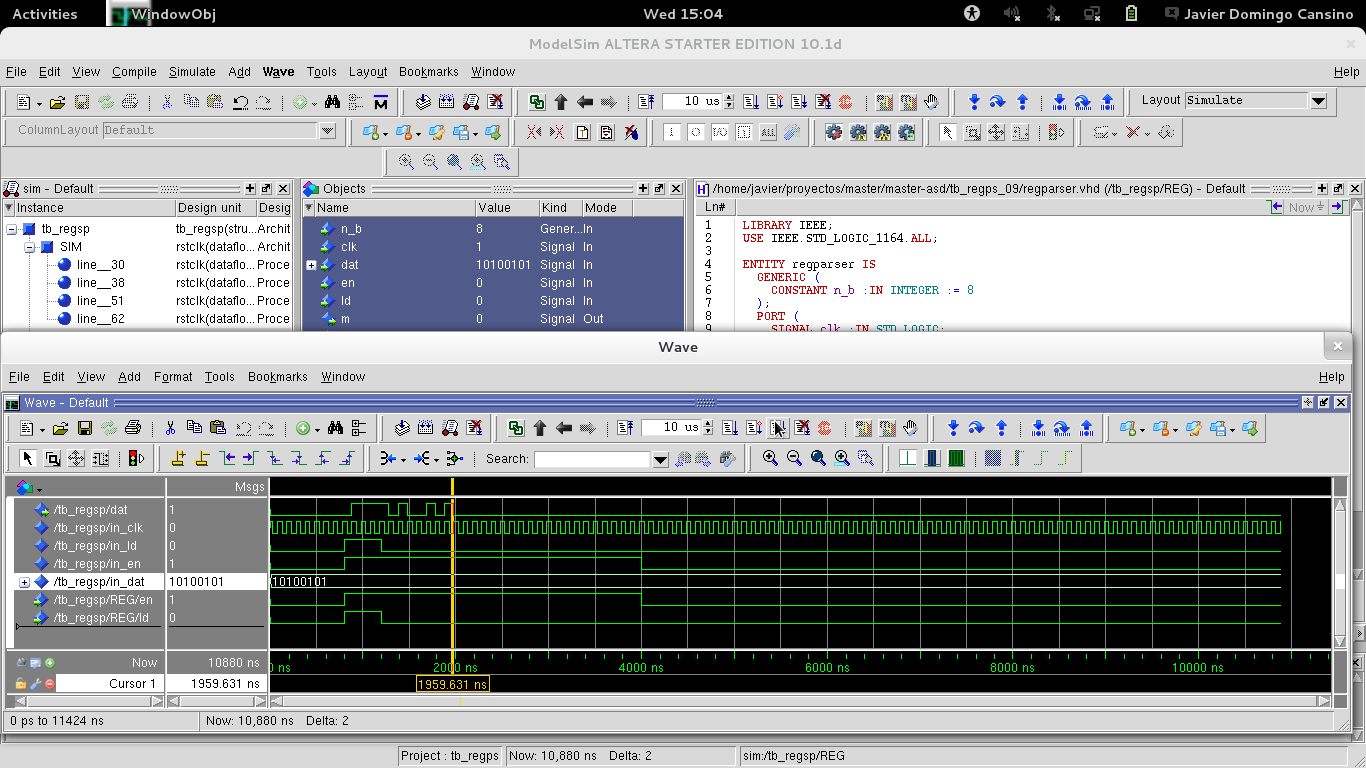 Activities WindowObj Wed 15:04 Javier Domingo Cansino
ModelSim ALTERA STARTER EDITION 10.1d
File Edit View Compile Simulate Add Wave Tools Layout Bookmarks Window Help
10 us Layout Simulate
ColumnLayout Default
sim - Default Objects /home/javier/proyectos/master/master-asd/tb_regps_09/regparser.vhd (/tb_regsp/REG) - Default
Instance Design unit Desig Name Value Kind Mode Ln# Now
tb_regsp tb_regsp(stru... Archit n_b 8 Gener... In 1 LIBRARY IEEE;
SIM rstclk(dataflo... Archit clk 1 Signal In 2 USE IEEE.STD_LOGIC_1164.ALL;
line__30 rstclk(dataflo... Proce dat 10100101 Signal In 3
4 ENTITY regparser IS
line__38 rstclk(dataflo... Proce en 0 Signal In 5 GENERIC (
line__51 rstclk(dataflo... Proce ld 0 Signal In 6 CONSTANT n_b :IN INTEGER := 8
7 );
line__62 rstclk(dataflo... Proce m 0 Signal Out 8 PORT (
9 SIGNAL clk :IN STD_LOGIC;
Wave
File Edit View Add Format Tools Bookmarks Window Help
Wave - Default
10 us
Search:
Msgs
/tb_regsp/dat 1
/tb_regsp/in_clk 0
/tb_regsp/in_ld 0
/tb_regsp/in_en 1
/tb_regsp/in_dat 10100101 10100101
/tb_regsp/REG/en 1
/tb_regsp/REG/ld 0
Now 10880 ns ns 2000 ns 4000 ns 6000 ns 8000 ns 10000 ns
Cursor 1 1959.631 ns 1959.631 ns
0 ps to 11424 ns Now: 10,880 ns Delta: 2
Project : tb_regps Now: 10,880 ns Delta: 2 sim:/tb_regsp/REG